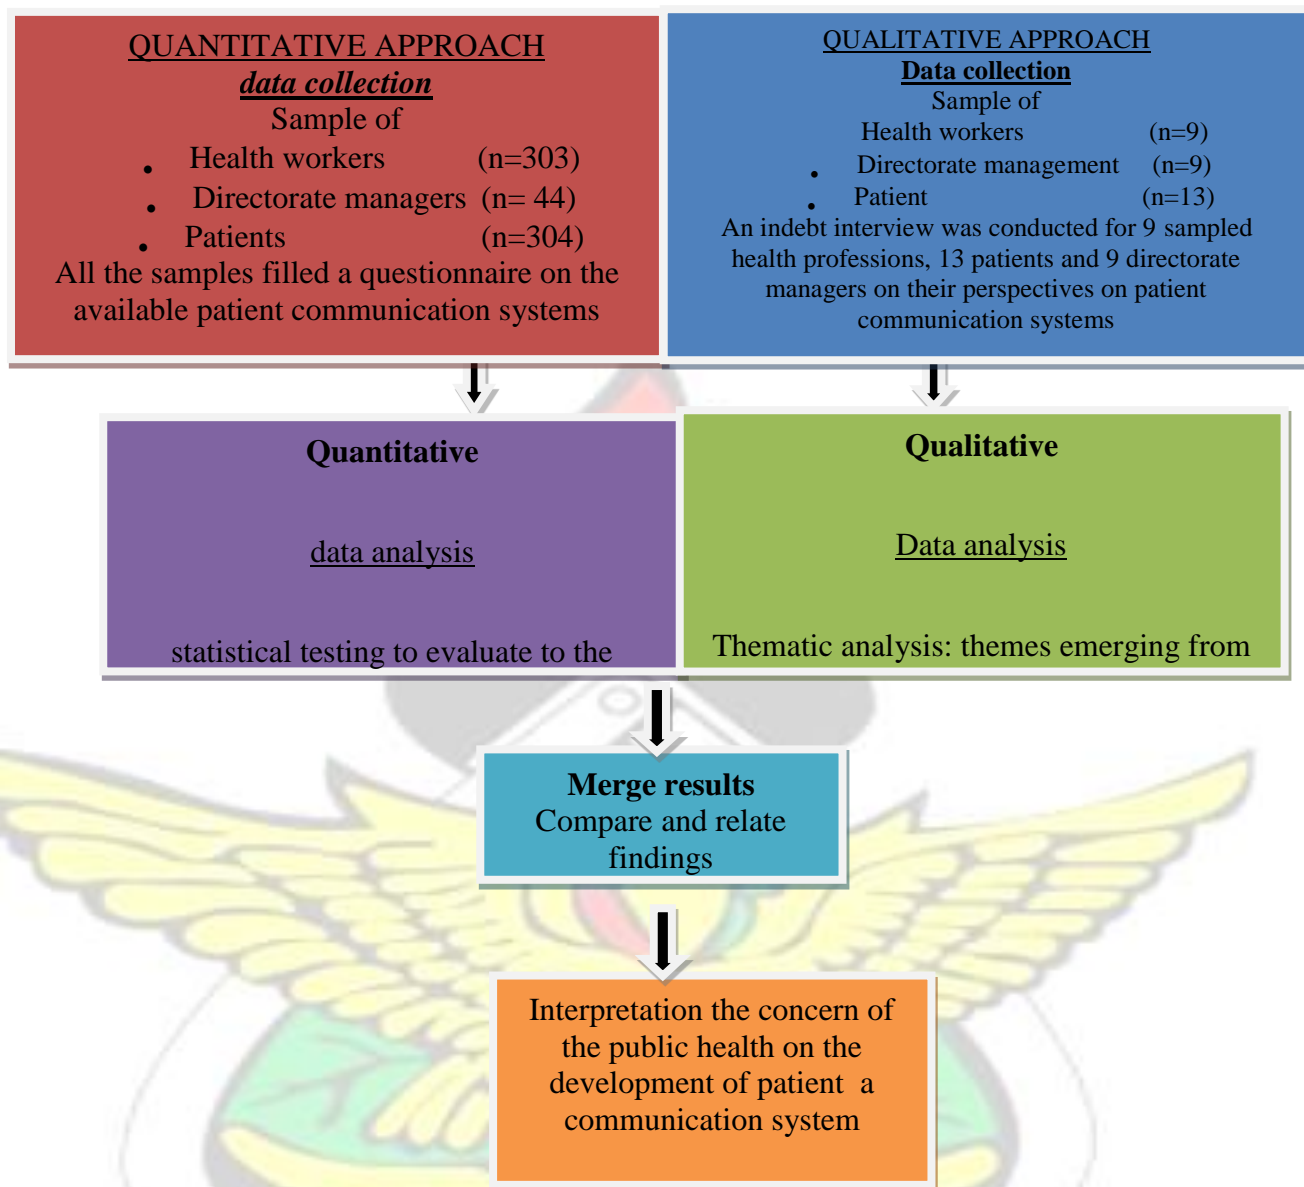 QUANTITATIVE APPROACH
data collection
Sample of
• Health workers (n=303)
• Directorate managers (n= 44)
• Patients (n=304)
All the samples filled a questionnaire on the
available patient communication systems
QUALITATIVE APPROACH
Data collection
Sample of
Health workers (n=9)
• Directorate management (n=9)
• Patient (n=13)
An indebt interview was conducted for 9 sampled
health professions, 13 patients and 9 directorate
managers on their perspectives on patient
communication systems
Quantitative
data analysis
statistical testing to evaluate to the
Qualitative
Data analysis
Thematic analysis: themes emerging from
Merge results
Compare and relate
findings
Interpretation the concern of
the public health on the
development of patient a
communication system